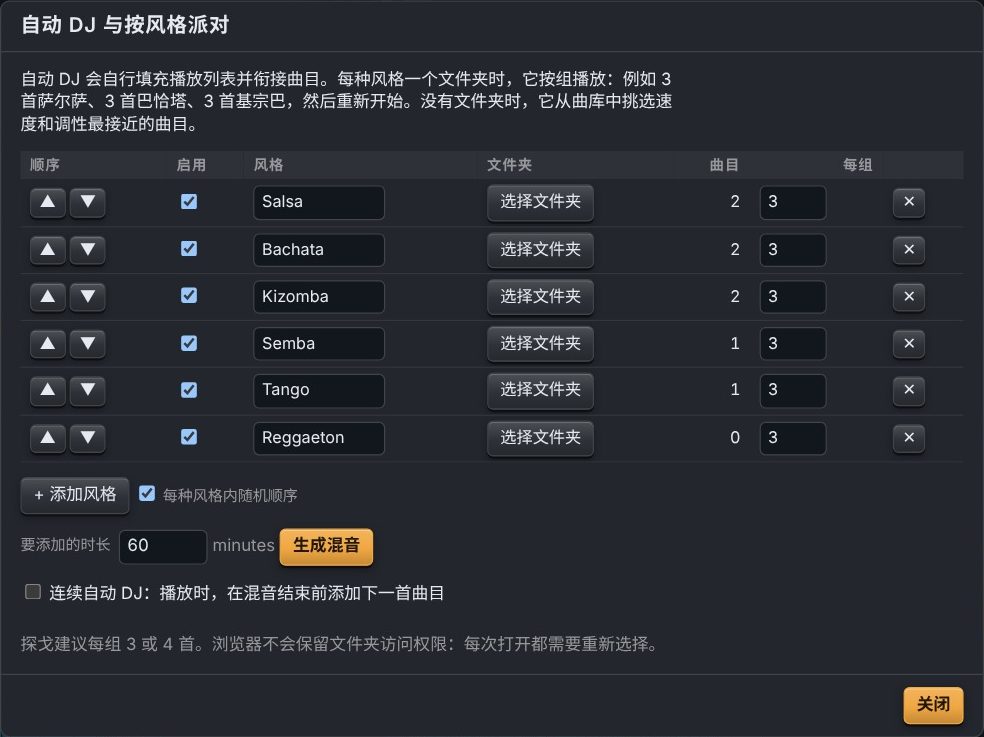 自动 DJ 与按风格派对
自动 DJ 会自行填充播放列表并衔接曲目。每种风格一个文件夹时，它按组播放：例如 3
首萨尔萨、3 首巴恰塔、3 首基宗巴，然后重新开始。没有文件夹时，它从曲库中挑选速
度和调性最接近的曲目。
顺序 启用 风格 文件夹 曲目 每组
▲ ▼ Salsa 选择文件夹 2 3 ✕
▲ ▼ Bachata 选择文件夹 2 3 ✕
▲ ▼ Kizomba 选择文件夹 2 3 ✕
▲ ▼ Semba 选择文件夹 1 3 ✕
▲ ▼ Tango 选择文件夹 1 3 ✕
▲ ▼ Reggaeton 选择文件夹 0 3 ✕
+ 添加风格 每种风格内随机顺序
要添加的时长 60 minutes 生成混音
连续自动 DJ：播放时，在混音结束前添加下一首曲目
探戈建议每组 3 或 4 首。浏览器不会保留文件夹访问权限：每次打开都需要重新选择。
关闭